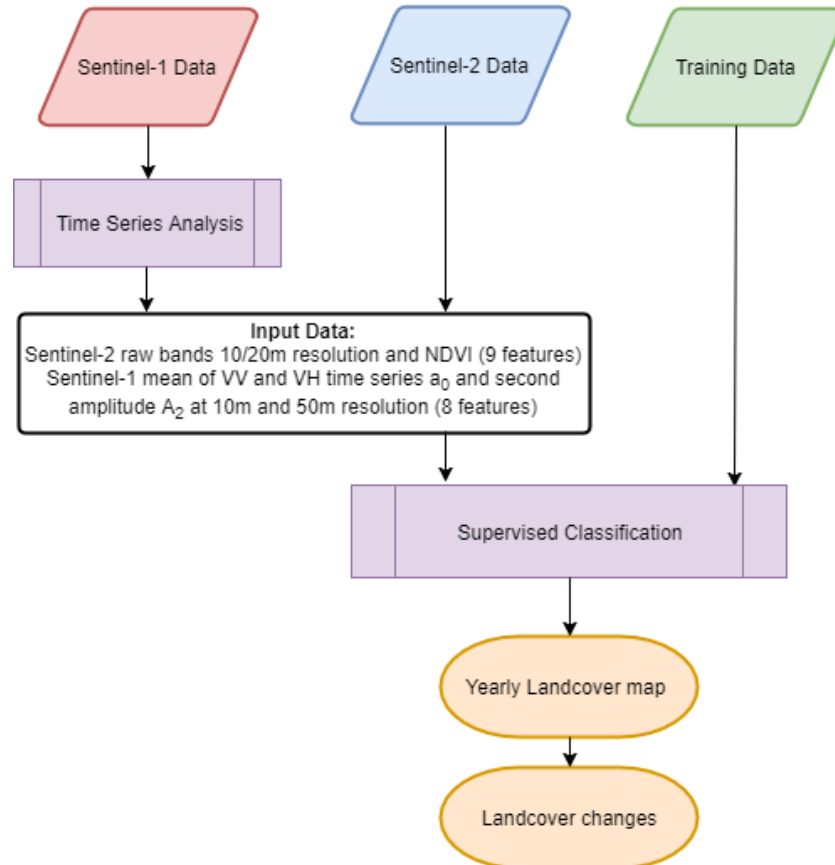 Sentinel-1 Data
Sentinel-2 Data
Training Data
Time Series Analysis
Input Data:
Sentinel-2 raw bands 10/20m resolution and NDVI (9 features)
Sentinel-1 mean of VV and VH time series a0 and second
amplitude A2 at 10m and 50m resolution (8 features)
Supervised Classification
Yearly Landcover map
Landcover changes